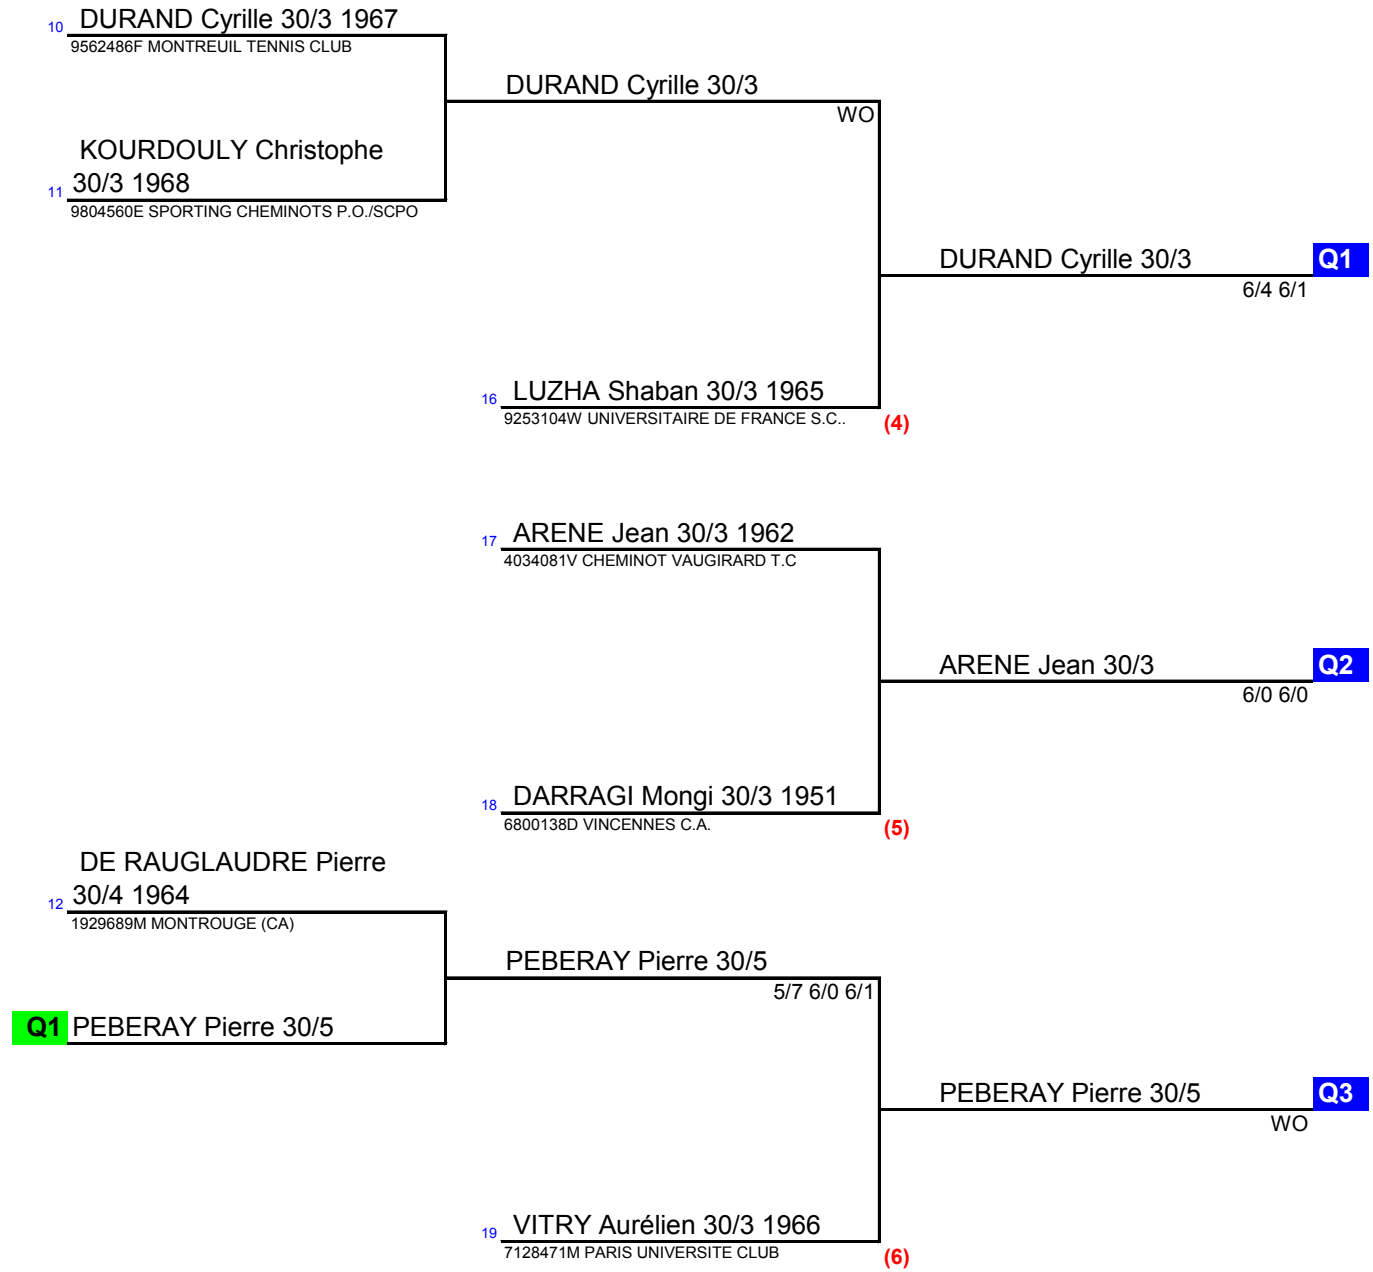 10 DURAND Cyrille 30/3 1967
9562486F MONTREUIL TENNIS CLUB
DURAND Cyrille 30/3
WO
KOURDOULY Christophe
11 30/3 1968
9804560E SPORTING CHEMINOTS P.O./SCPO
DURAND Cyrille 30/3 Q1
6/4 6/1
16 LUZHA Shaban 30/3 1965
9253104W UNIVERSITAIRE DE FRANCE S.C..
(4)
17 ARENE Jean 30/3 1962
4034081V CHEMINOT VAUGIRARD T.C
ARENE Jean 30/3 Q2
6/0 6/0
18 DARRAGI Mongi 30/3 1951
6800138D VINCENNES C.A.
(5)
DE RAUGLAUDRE Pierre
12 30/4 1964
1929689M MONTROUGE (CA)
PEBERAY Pierre 30/5
5/7 6/0 6/1
Q1 PEBERAY Pierre 30/5
PEBERAY Pierre 30/5 Q3
WO
19 VITRY Aurélien 30/3 1966
7128471M PARIS UNIVERSITE CLUB
(6)